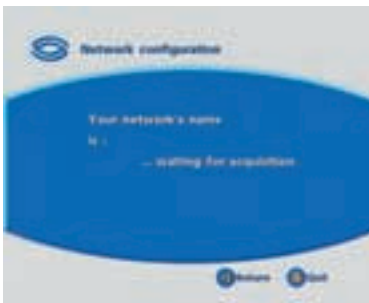 Network configuration
Your network's name
is :
... waiting for acquisition
Return Quit